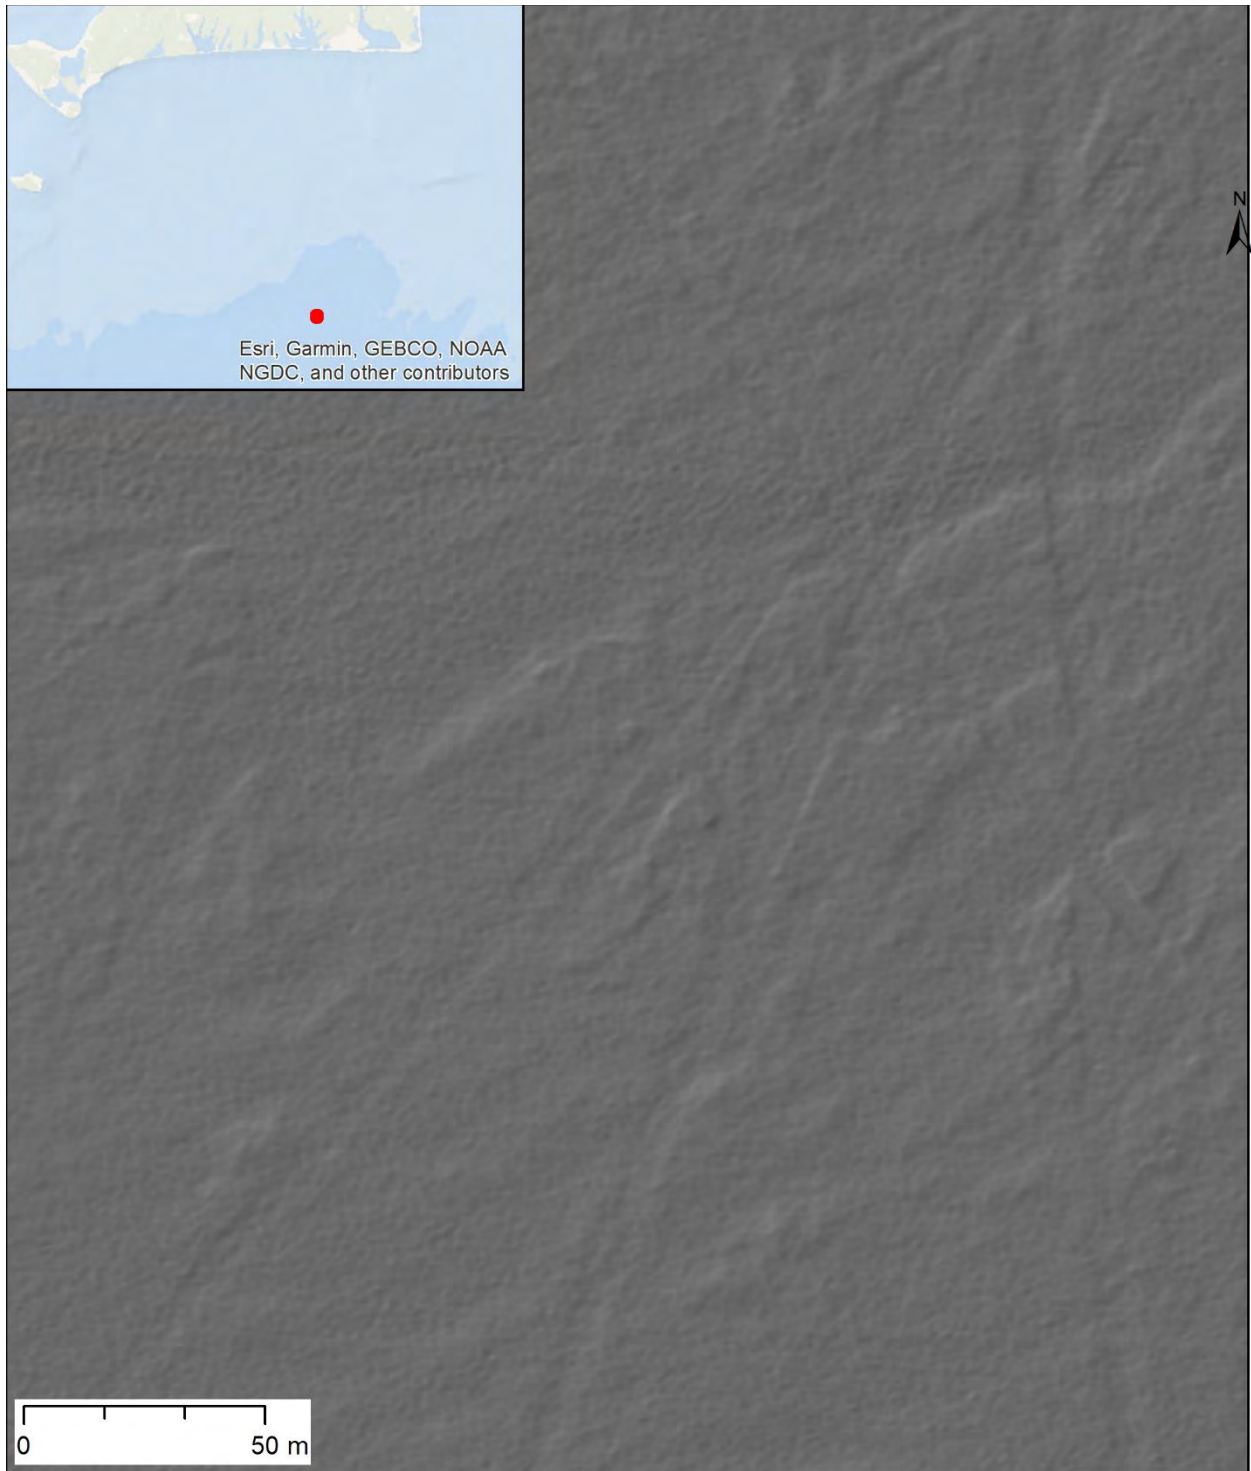 N
Esri, Garmin, GEBCO, NOAA
NGDC, and other contributors
0 50 m